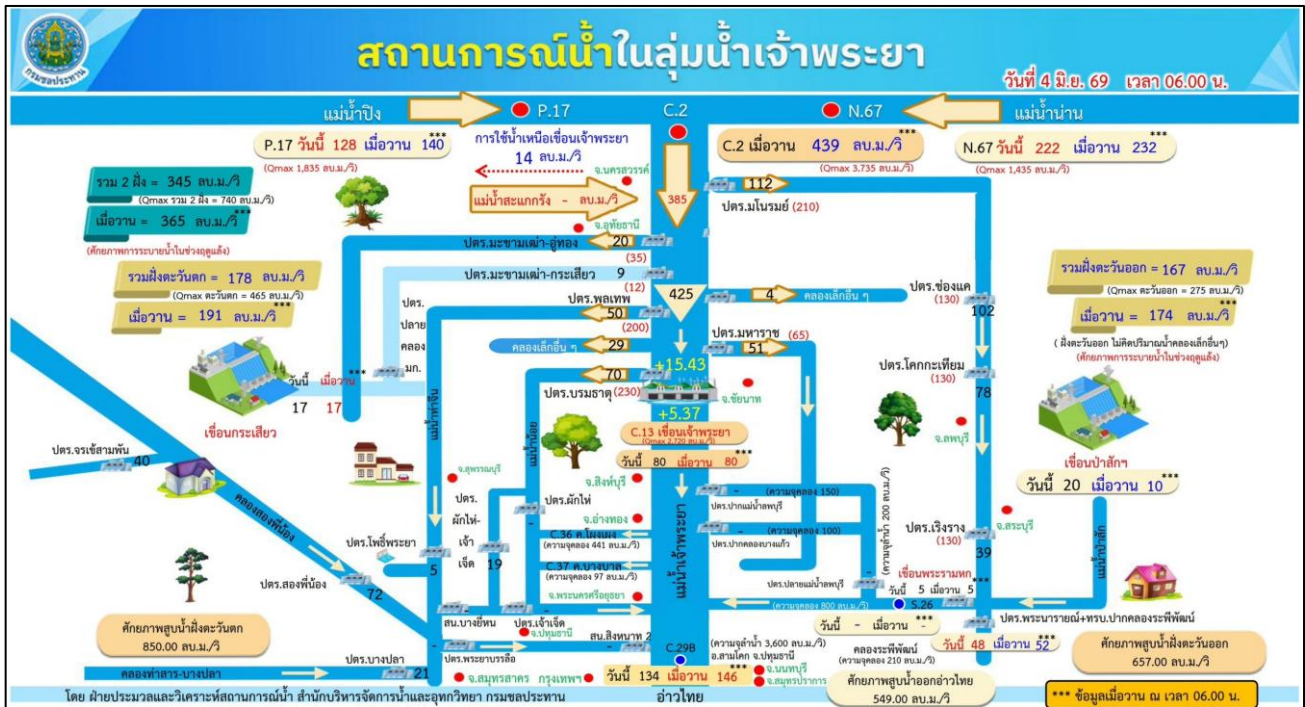 สถานการณ์น้ำในลุ่มน้ำเจ้าพระยา
กรมชลประทาน
วันที่ 4 มิ.ย. 69 เวลา 06.00 น.
แม่น้ำปิง
P.17
C.2
N.67
แม่น้ำน่าน
P.17 วันนี้ 128 เมื่อวาน 140 ***
(Qmax 1,835 ลบ.ม./วิ)
การใช้น้ำเหนือเขื่อนเจ้าพระยา
14 ลบ.ม./วิ
จ.นครสวรรค์
C.2 เมื่อวาน 439 ลบ.ม./วิ ***
(Qmax 3,735 ลบ.ม./วิ)
N.67 วันนี้ 222 เมื่อวาน 232 ***
(Qmax 1,435 ลบ.ม./วิ)
รวม 2 ฝั่ง = 345 ลบ.ม./วิ
(Qmax รวม 2 ฝั่ง = 740 ลบ.ม./วิ)
เมื่อวาน = 365 ลบ.ม./วิ ***
(ศักยภาพการระบายน้ำในช่วงฤดูแล้ง)
แม่น้ำสะแกกรัง - ลบ.ม./วิ
385
112
ปตร.มโนรมย์ (210)
จ.อุทัยธานี
ปตร.มะขามเฒ่า-อู่ทอง
20
(35)
ปตร.มะขามเฒ่า-กระเสียว
9
(12)
รวมฝั่งตะวันตก = 178 ลบ.ม./วิ
(Qmax ตะวันตก = 465 ลบ.ม./วิ)
เมื่อวาน = 191 ลบ.ม./วิ ***
รวมฝั่งตะวันออก = 167 ลบ.ม./วิ
(Qmax ตะวันออก = 275 ลบ.ม./วิ)
เมื่อวาน = 174 ลบ.ม./วิ ***
( ฝั่งตะวันออก ไม่คิดปริมาณน้ำคลองเล็กอื่นๆ)
(ศักยภาพการระบายน้ำในช่วงฤดูแล้ง)
ปตร.
ปลาย
คลอง
มก.
ปตร.พลเทพ
50
(200)
425
4
คลองเล็กอื่น ๆ
ปตร.ช่องแค
(130)
102
คลองเล็กอื่น ๆ
29
ปตร.มหาราช (65)
51
+15.43
70
ปตร.บรมธาตุ (230)
จ.ชัยนาท
ปตร.โคกกะเทียม
(130)
78
วันนี้ เมื่อวาน ***
17 17
เขื่อนกระเสียว
แม่น้ำท่าจีน
แม่น้ำน้อย
+5.37
C.13 เขื่อนเจ้าพระยา
(Qmax 2,720 ลบ.ม./วิ)
วันนี้ 80 เมื่อวาน 80 ***
จ.ลพบุรี
เขื่อนป่าสักฯ
วันนี้ 20 เมื่อวาน 10 ***
ปตร.จรเข้สามพัน
40
คลองสองพี่น้อง
จ.สุพรรณบุรี
จ.สิงห์บุรี
ปตร.
ผักไห่-
เจ้า
เจ็ด
19
ปตร.ผักไห่
-
จ.อ่างทอง
แม่น้ำเจ้าพระยา
- (ความจุคลอง 150)
ปตร.ปากแม่น้ำลพบุรี
- (ความจุคลอง 100)
ปตร.ปากคลองบางแก้ว
-
(ความจุลำน้ำ 200 ลบ.ม./วิ)
ปตร.เริงราง
(130)
39
จ.สระบุรี
แม่น้ำป่าสัก
ปตร.โพธิ์พระยา
5
C.36 ค.โผงเผง
(ความจุคลอง 441 ลบ.ม./วิ)
C.37 ค.บางบาล
(ความจุคลอง 97 ลบ.ม./วิ)
จ.พระนครศรีอยุธยา
ปตร.สองพี่น้อง
72
ปตร.ปลายแม่น้ำลพบุรี
เขื่อนพระรามหก
วันนี้ 5 เมื่อวาน 5 ***
(ความจุคลอง 800 ลบ.ม./วิ)
S.26
-
-
สน.บางยี่หน
ปตร.เจ้าเจ็ด
จ.ปทุมธานี
สน.สิงหนาท 2
วันนี้ - เมื่อวาน - ***
ปตร.พระนารายณ์+ทรบ.ปากคลองระพีพัฒน์
คลองระพีพัฒน์
(ความจุคลอง 210 ลบ.ม./วิ)
วันนี้ 48 เมื่อวาน 52 ***
ศักยภาพสูบน้ำฝั่งตะวันตก
850.00 ลบ.ม./วิ
ศักยภาพสูบน้ำฝั่งตะวันออก
657.00 ลบ.ม./วิ
-
-
ปตร.บางปลา
ปตร.พระยาบรรลือ
C.29B
(ความจุลำน้ำ 3,600 ลบ.ม./วิ)
อ.สามโคก จ.ปทุมธานี
คลองท่าสาร-บางปลา
21
จ.สมุทรสาคร กรุงเทพฯ
วันนี้ 134 เมื่อวาน 146 ***
จ.นนทบุรี
จ.สมุทรปราการ
ศักยภาพสูบน้ำออกอ่าวไทย
549.00 ลบ.ม./วิ
*** ข้อมูลเมื่อวาน ณ เวลา 06.00 น.
โดย ฝ่ายประมวลและวิเคราะห์สถานการณ์น้ำ สำนักบริหารจัดการน้ำและอุทกวิทยา กรมชลประทาน
อ่าวไทย